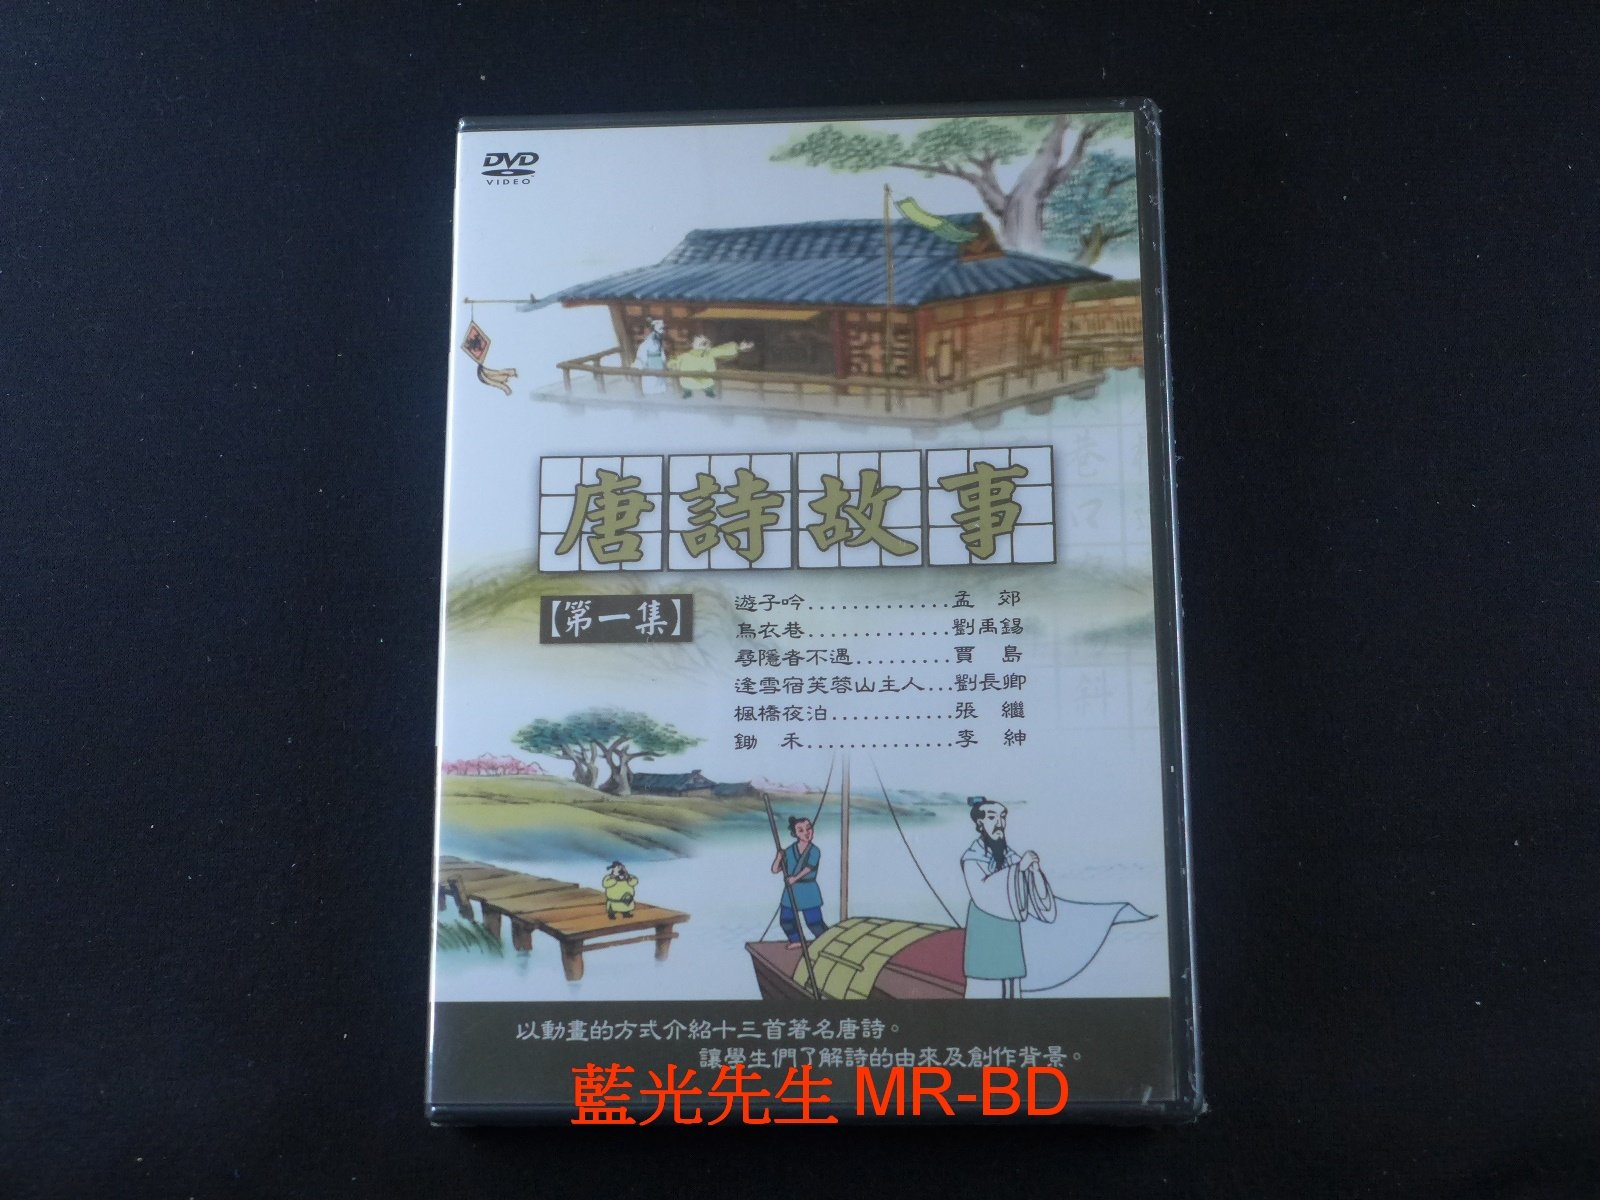 DVD
VIDEO
唐詩故事
【第一集】
遊子吟.............孟　郊
烏衣巷.............劉禹錫
尋隱者不遇.........賈　島
逢雪宿芙蓉山主人...劉長卿
楓橋夜泊...........張　繼
鋤　禾..............李　紳
以動畫的方式介紹十三首著名唐詩。
讓學生們了解詩的由來及創作背景。
藍光先生 MR-BD